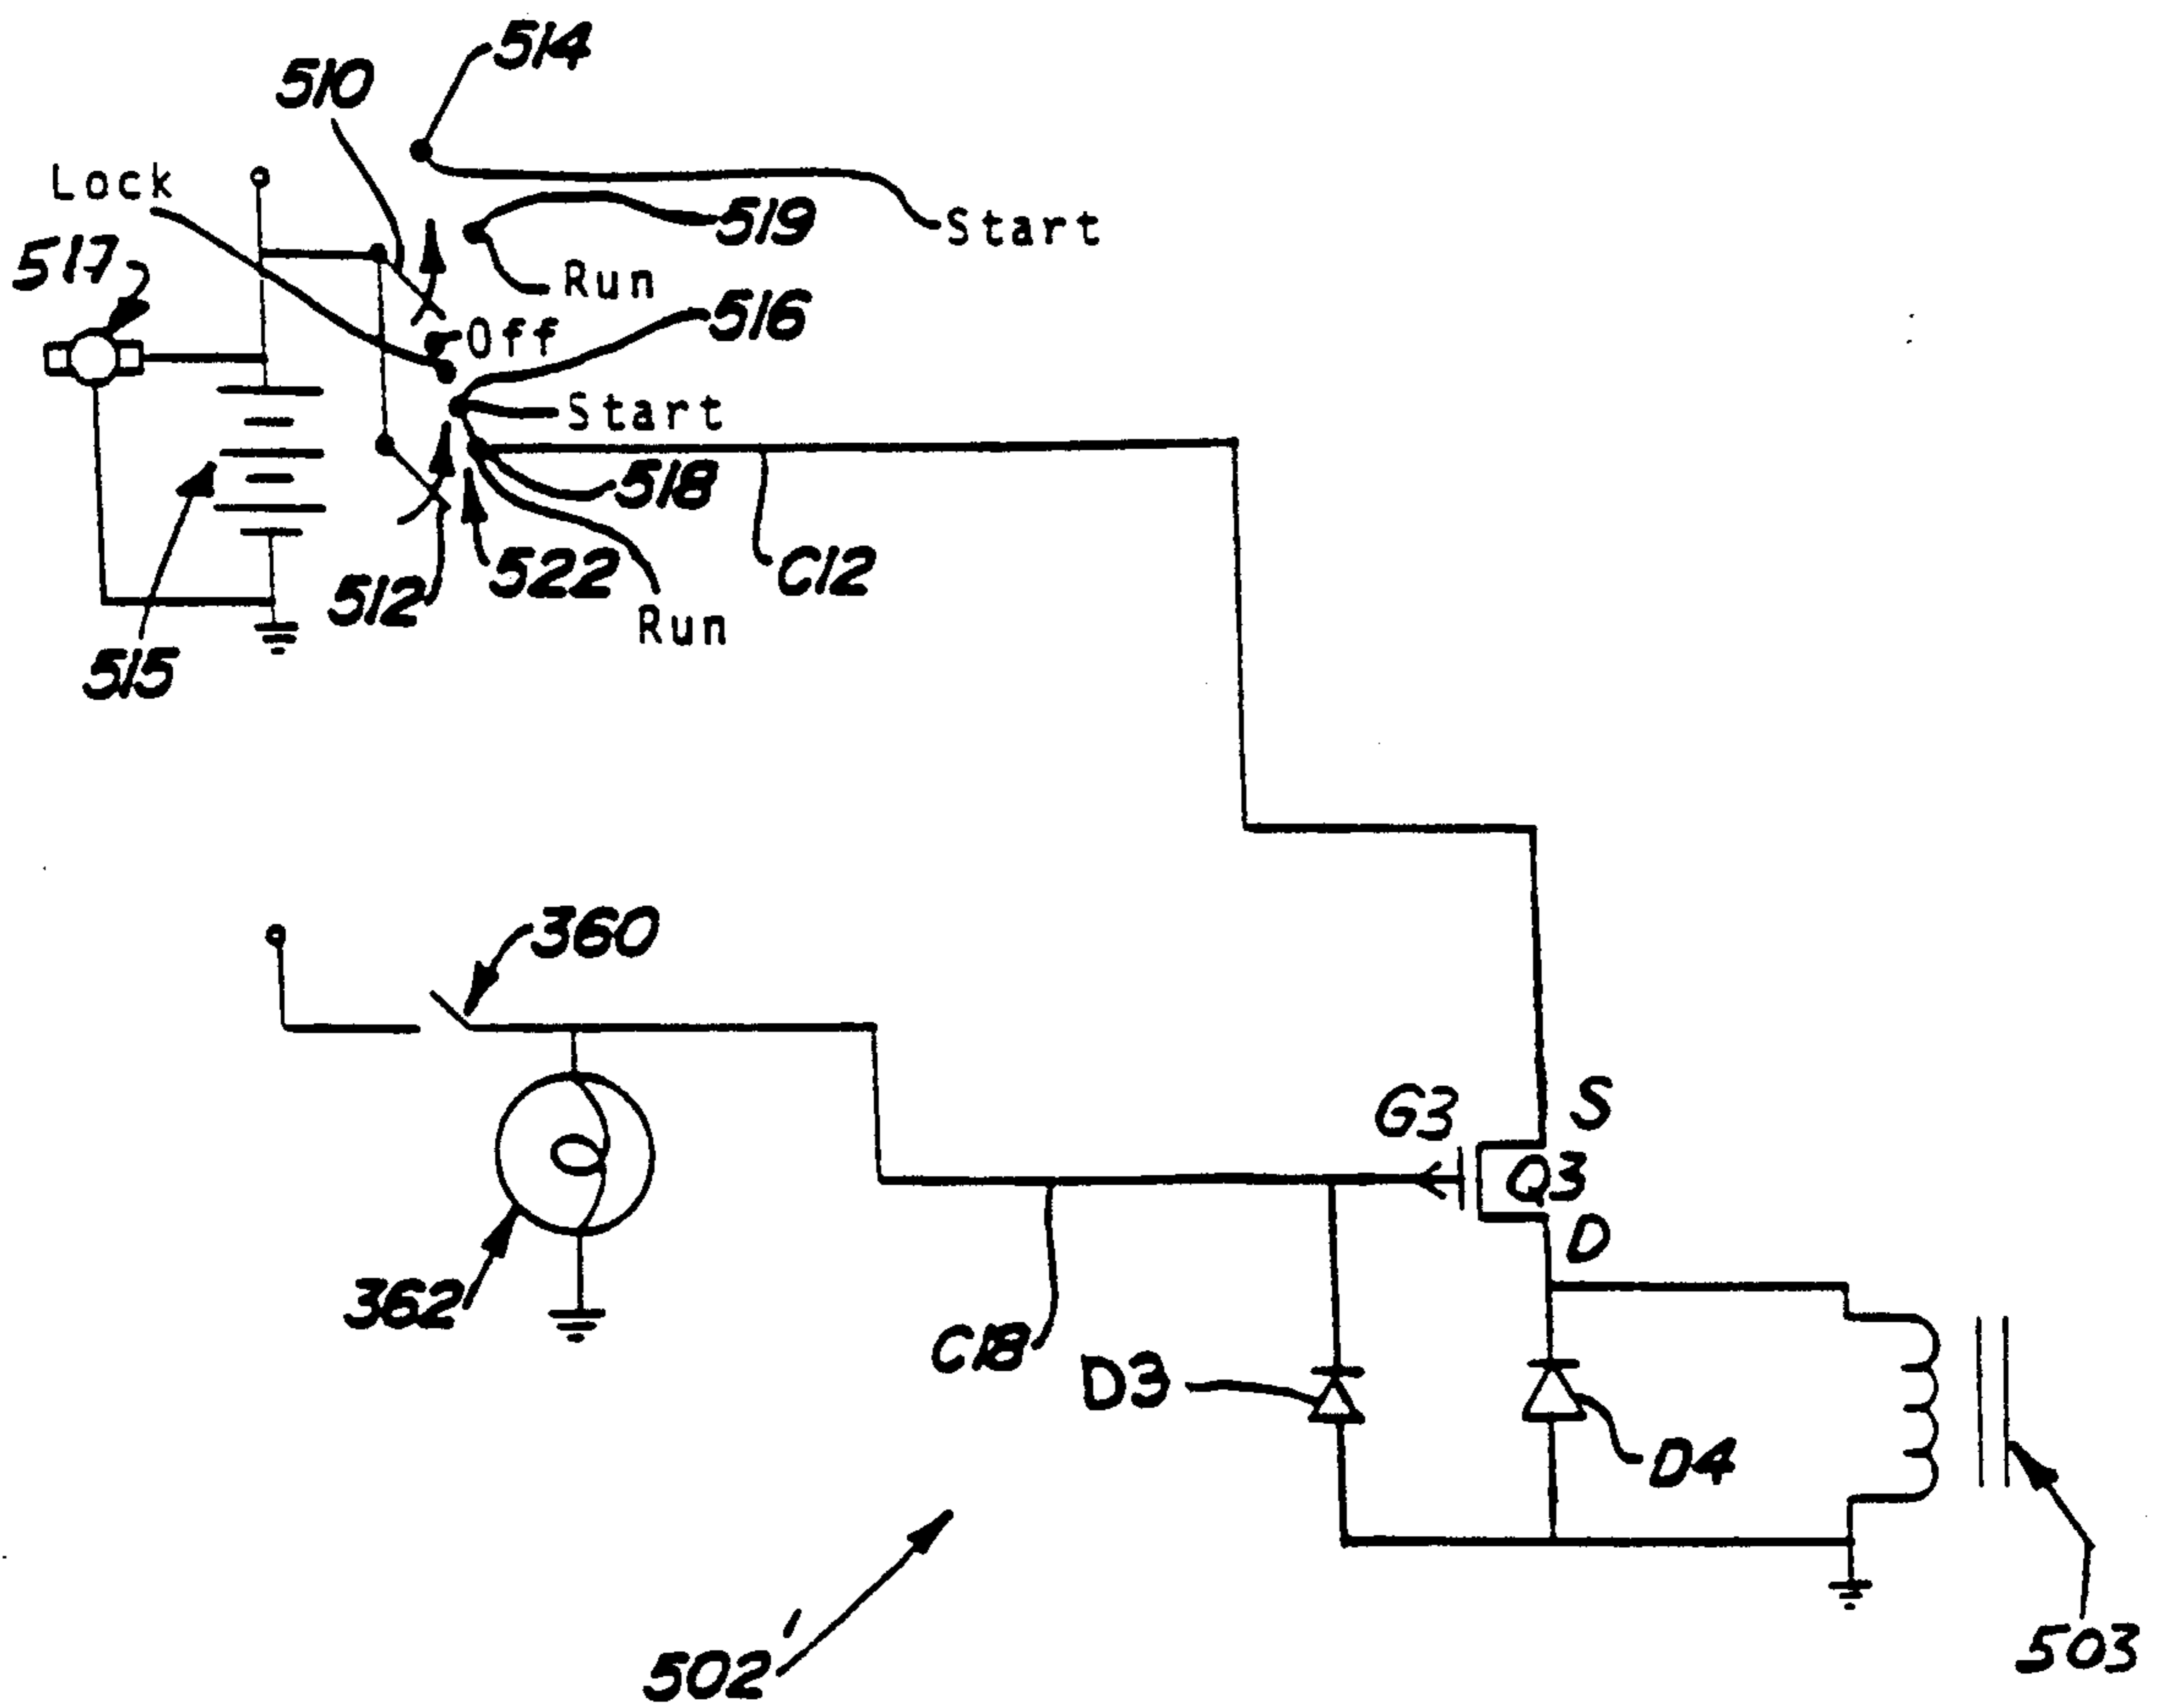 514
510
Lock
519
Start
517
Run
516
Off
Start
518
C12
522
512
Run
515
360
G3
S
Q3
D
362
C18
D3
D4
502'
503